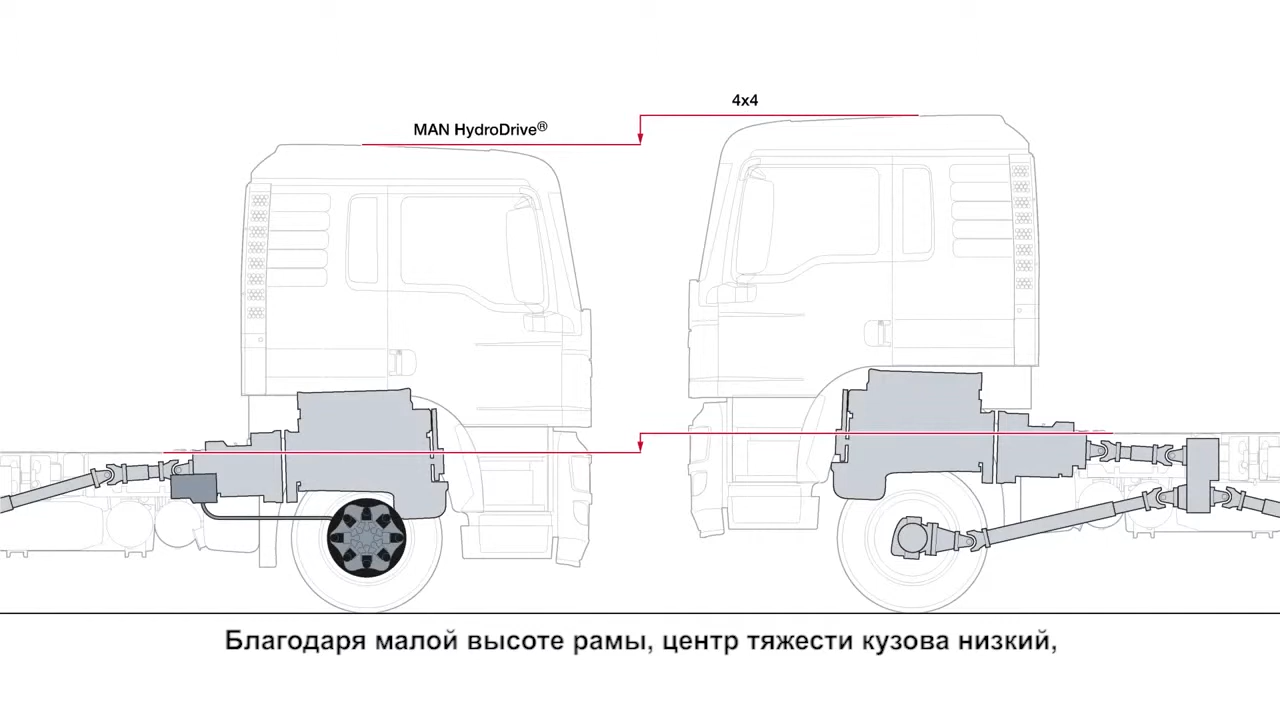 4x4
MAN HydroDrive®
Благодаря малой высоте рамы, центр тяжести кузова низкий,